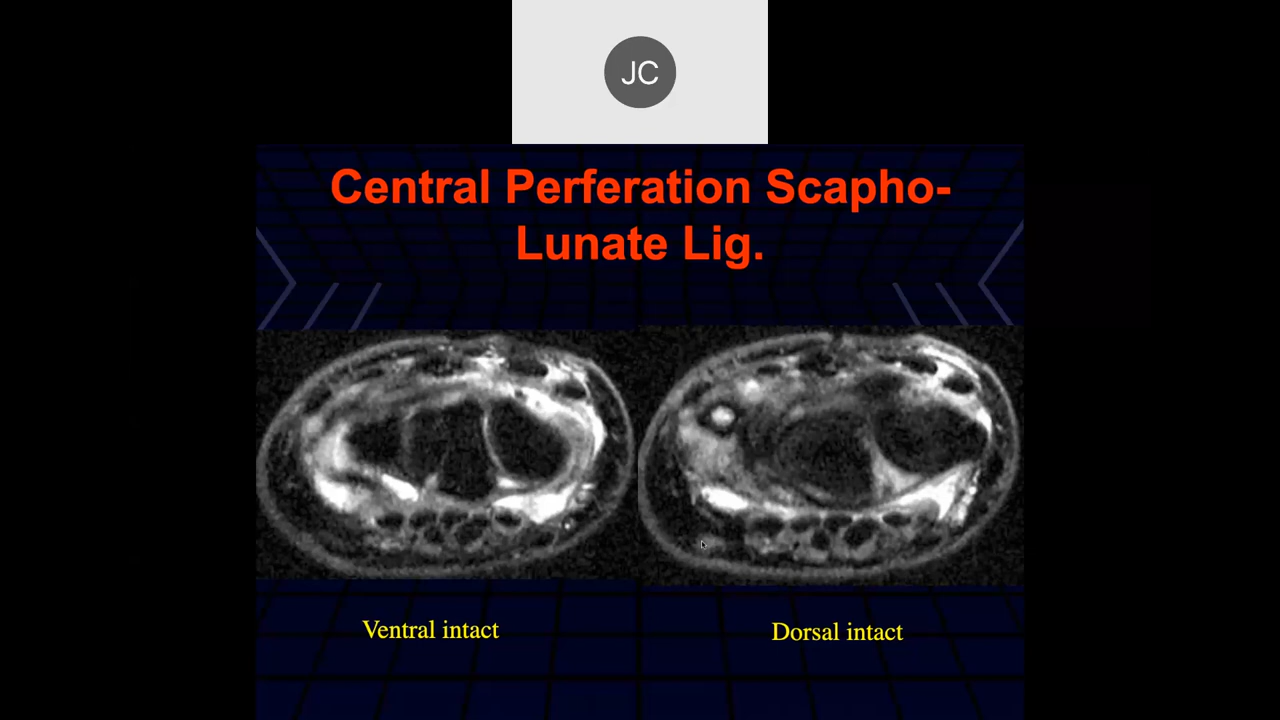 JC
Central Perferation Scapho-
Lunate Lig.
Ventral intact
Dorsal intact